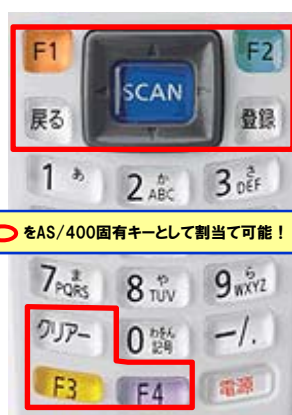 F1 F2
SCAN
戻る 登録
1 あ 2 か ABC 3 さ DEF
をAS/400固有キーとして割当て可能！
7 ま PQRS 8 や TUV 9 ら WXYZ
クリアー 0 わをん 記号 -/.
F3 F4 電源